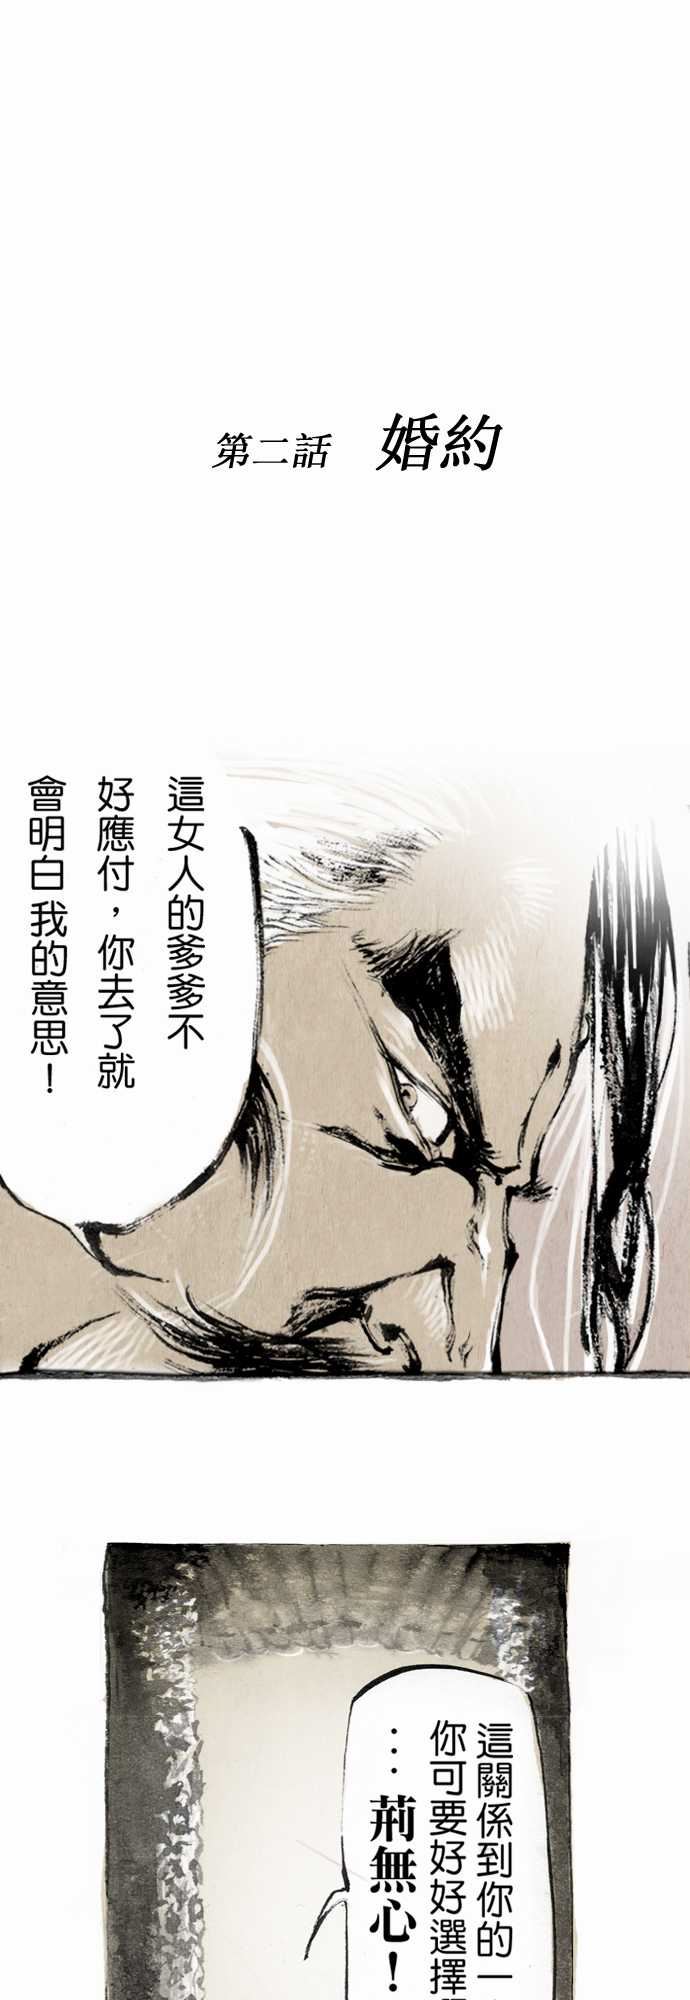 第二話 婚約
這女人的爹爹不
好應付，你去了就
會明白我的意思！
這關係到你的一
你可要好好選擇
…荊無心！